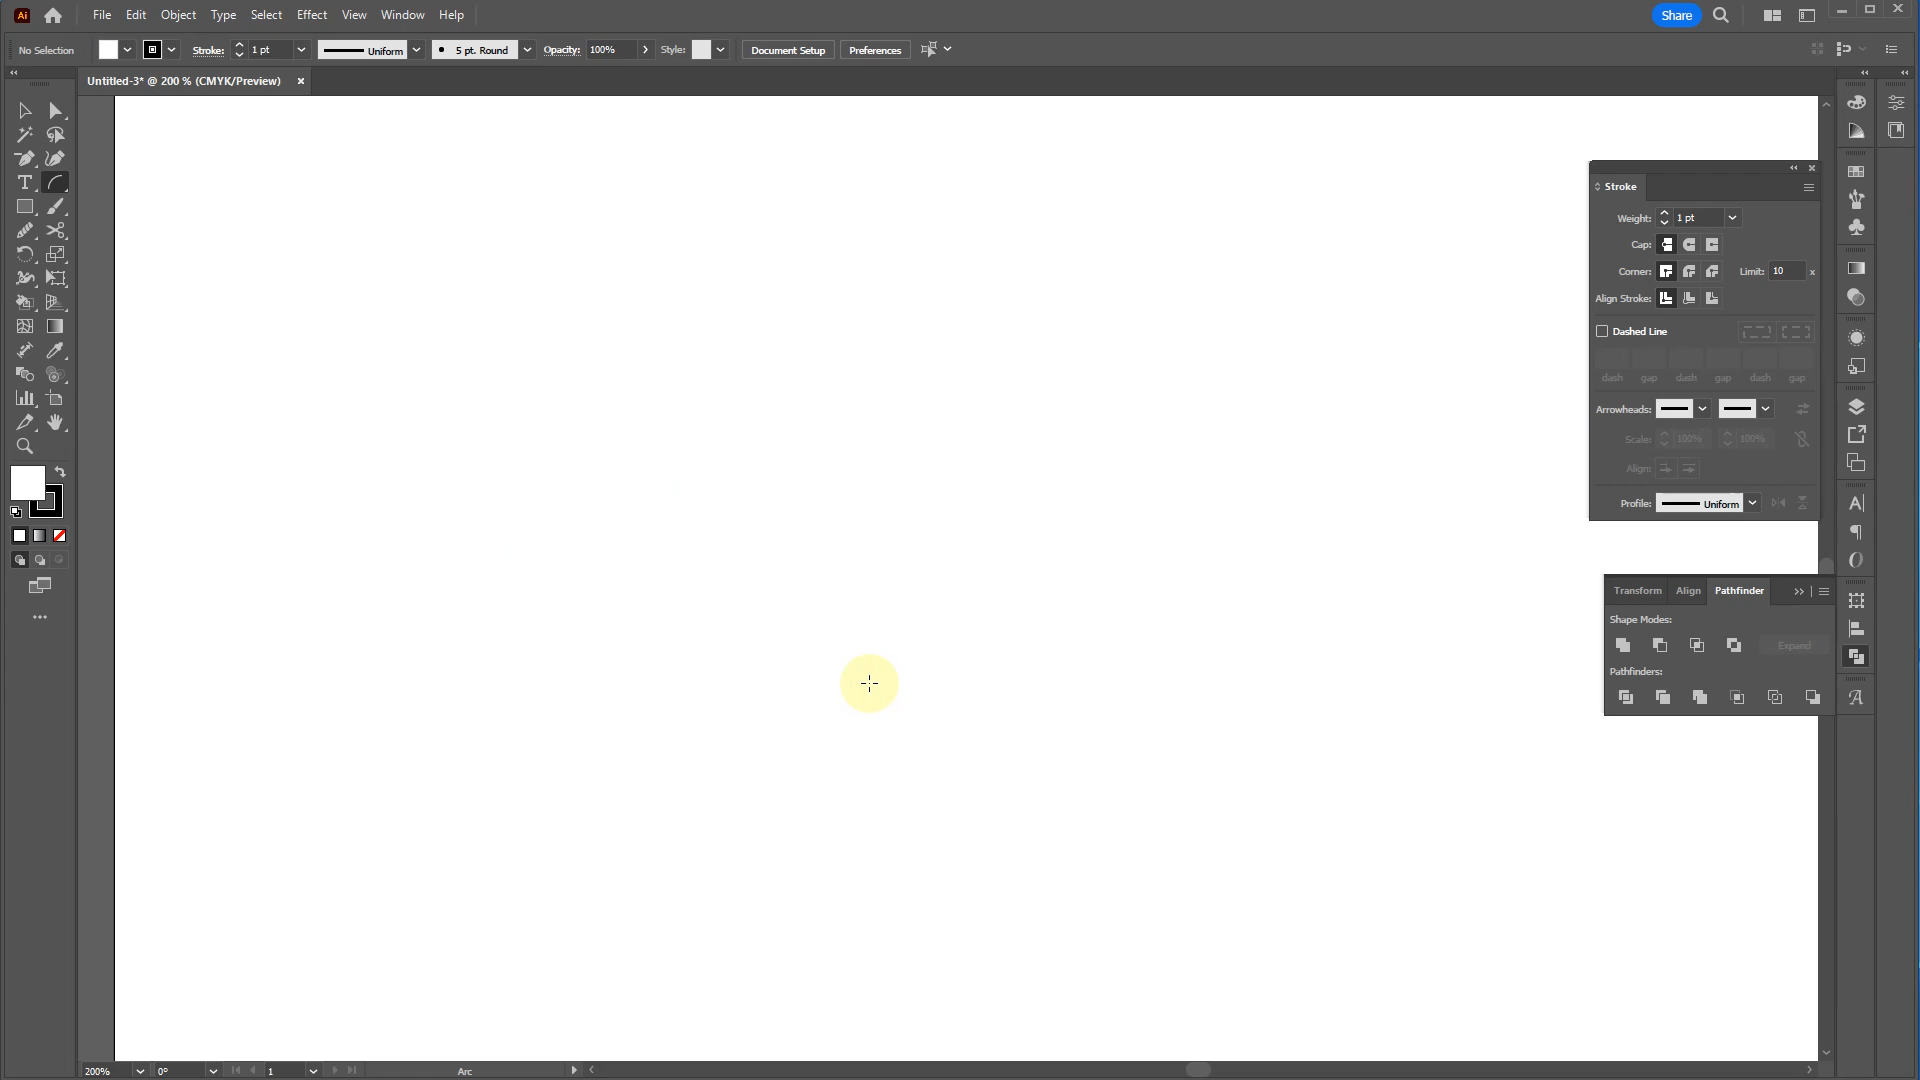 Ai File Edit Object Type Select Effect View Window Help Share
No Selection Stroke: 1 pt Uniform 5 pt. Round Opacity: 100% Style: Document Setup Preferences
Untitled-3* @ 200 % (CMYK/Preview)
Stroke
Weight: 1 pt
Cap:
Corner: Limit: 10 x
Align Stroke:
Dashed Line
dash gap dash gap dash gap
Arrowheads:
Scale: 100% 100%
Align:
Profile: Uniform
Transform Align Pathfinder
Shape Modes:
Expand
Pathfinders:
200% 0° 1 Arc